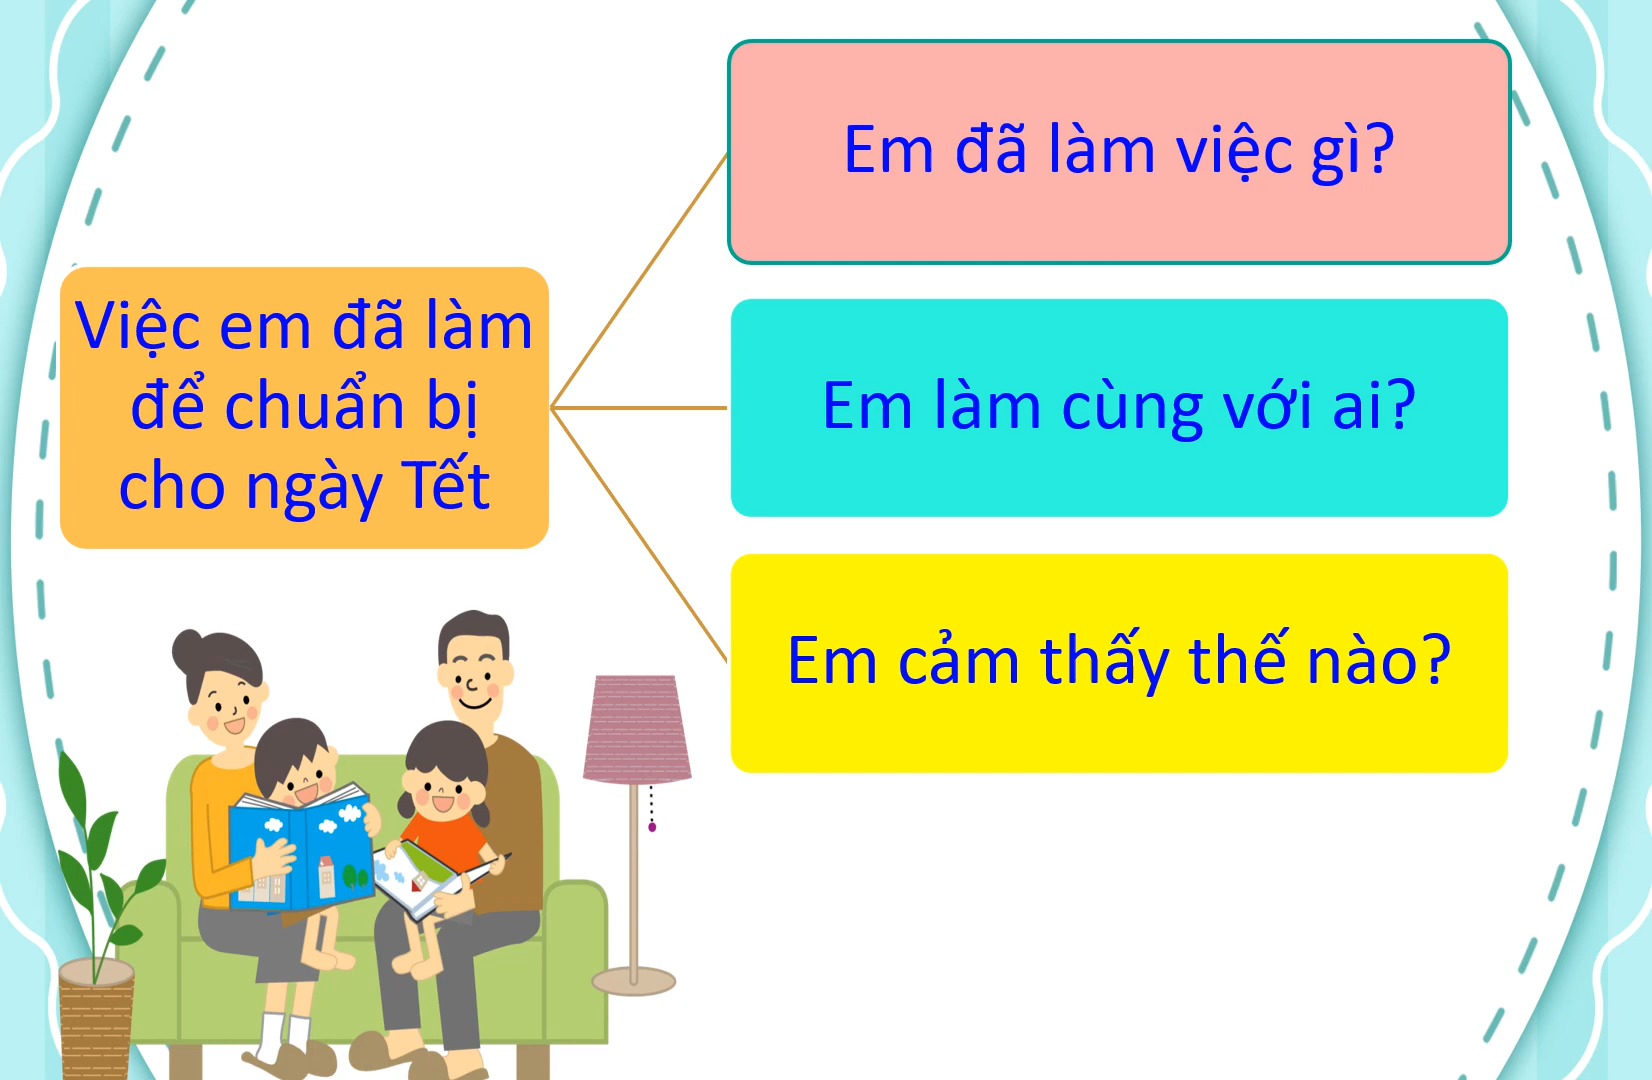 Việc em đã làm
để chuẩn bị
cho ngày Tết
Em đã làm việc gì?
Em làm cùng với ai?
Em cảm thấy thế nào?